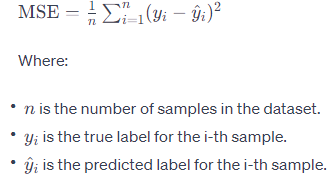 MSE = \frac{1}{n} \sum_{i=1}^{n} (y_i - \hat{y}_i)^2
Where:
• n is the number of samples in the dataset.
• y_i is the true label for the i-th sample.
• \hat{y}_i is the predicted label for the i-th sample.